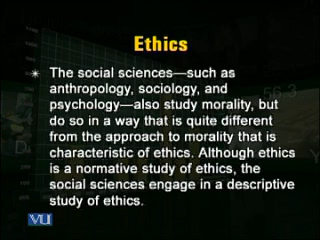 Ethics
The social sciences—such as
anthropology, sociology, and
psychology—also study morality, but
do so in a way that is quite different
from the approach to morality that is
characteristic of ethics. Although ethics
is a normative study of ethics, the
social sciences engage in a descriptive
study of ethics.
VU